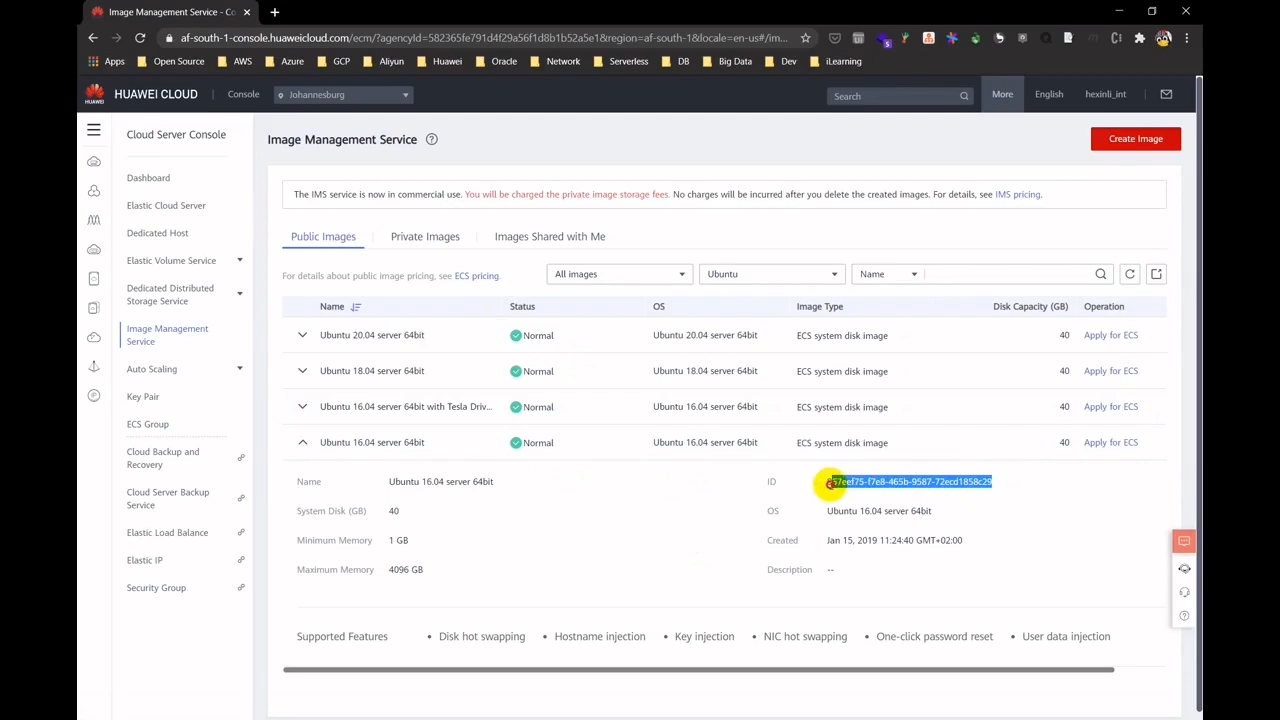 Image Management Service - Co
af-south-1-console.huaweicloud.com/ecm/?agencyId=582365fe791d4f29a56f1d8b1b52a5e1&region=af-south-1&locale=en-us#/im...
Apps Open Source AWS Azure GCP Aliyun Huawei Oracle Network Serverless DB Big Data Dev iLearning
HUAWEI HUAWEI CLOUD Console Johannesburg Search More English hexinli_int
Cloud Server Console
Dashboard
Elastic Cloud Server
Dedicated Host
Elastic Volume Service
Dedicated Distributed
Storage Service
Image Management
Service
Auto Scaling
Key Pair
ECS Group
Cloud Backup and
Recovery
Cloud Server Backup
Service
Elastic Load Balance
Elastic IP
Security Group
Image Management Service
Create Image
The IMS service is now in commercial use. You will be charged the private image storage fees. No charges will be incurred after you delete the created images. For details, see IMS pricing.
Public Images Private Images Images Shared with Me
For details about public image pricing, see ECS pricing. All images Ubuntu Name
Name Status OS Image Type Disk Capacity (GB) Operation
Ubuntu 20.04 server 64bit Normal Ubuntu 20.04 server 64bit ECS system disk image 40 Apply for ECS
Ubuntu 18.04 server 64bit Normal Ubuntu 18.04 server 64bit ECS system disk image 40 Apply for ECS
Ubuntu 16.04 server 64bit with Tesla Driv... Normal Ubuntu 16.04 server 64bit ECS system disk image 40 Apply for ECS
Ubuntu 16.04 server 64bit Normal Ubuntu 16.04 server 64bit ECS system disk image 40 Apply for ECS
Name Ubuntu 16.04 server 64bit ID 57eef75-f7e8-465b-9587-72ecd1858c29
System Disk (GB) 40 OS Ubuntu 16.04 server 64bit
Minimum Memory 1 GB Created Jan 15, 2019 11:24:40 GMT+02:00
Maximum Memory 4096 GB Description --
Supported Features • Disk hot swapping • Hostname injection • Key injection • NIC hot swapping • One-click password reset • User data injection